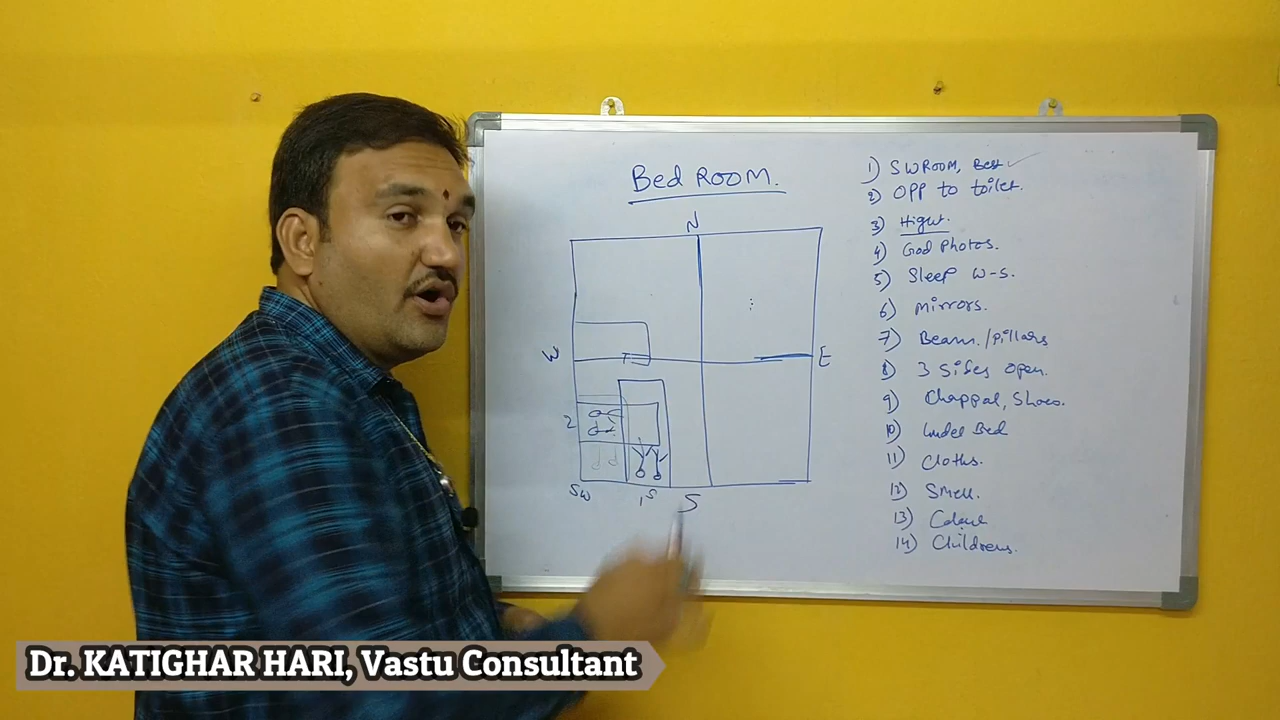 Bed ROOM.
N
W
E
2
SW
1S
S
1) SW ROOM, Best ✓
2) OPP to toilet.
3) Hight.
4) God Photos.
5) Sleep W-S.
6) Mirrors.
7) Beam./Pillars
8) 3 Sides open.
9) Chappal, Shoes.
10) Under Bed
11) Cloths.
12) Smell.
13) Colour
14) Childrens.
Dr. KATIGHAR HARI, Vastu Consultant